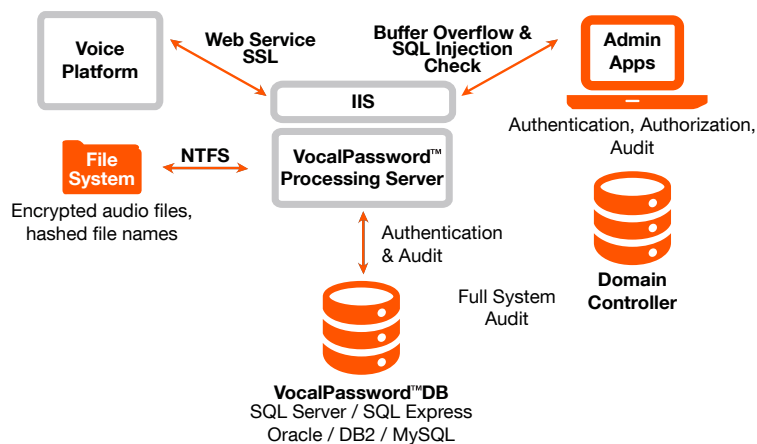 Voice
Platform
Web Service
SSL
Buffer Overflow &
SQL Injection
Check
Admin
Apps
IIS
Authentication, Authorization,
Audit
File
System
NTFS
VocalPassword™
Processing Server
Encrypted audio files,
hashed file names
Authentication
& Audit
Domain
Controller
Full System
Audit
VocalPassword™DB
SQL Server / SQL Express
Oracle / DB2 / MySQL